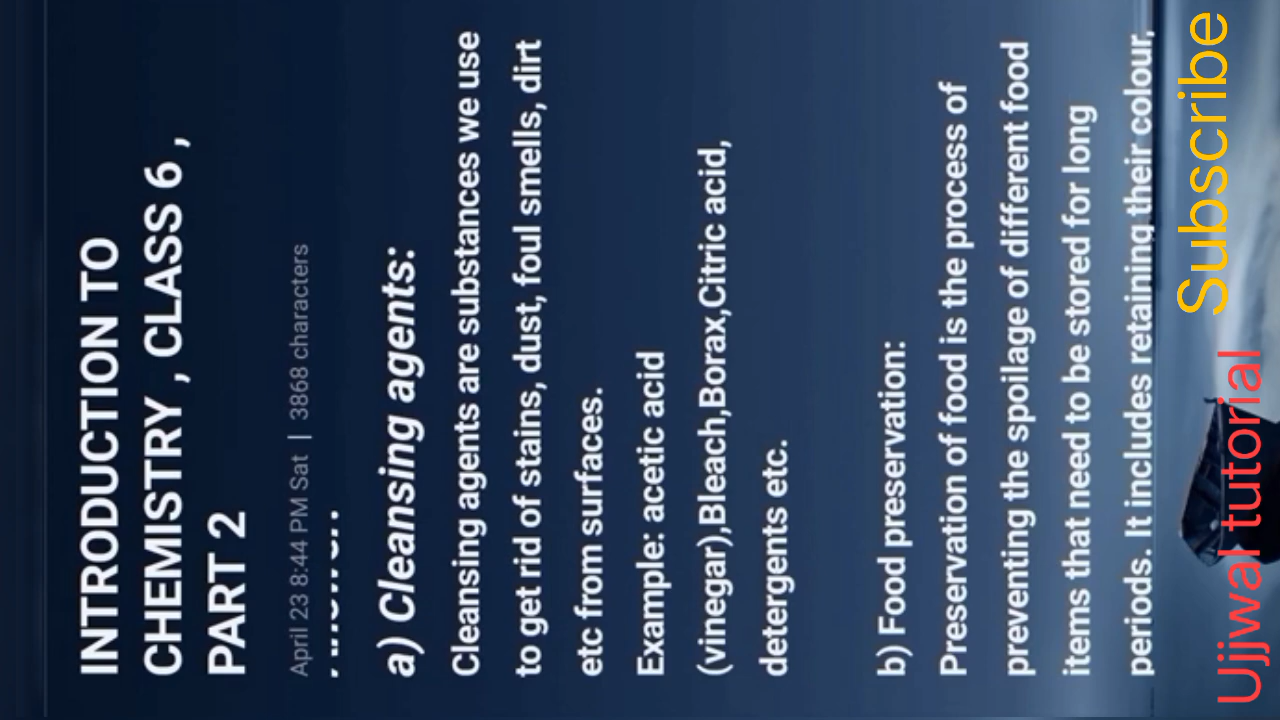 INTRODUCTION TO
CHEMISTRY , CLASS 6 ,
PART 2
April 23 8:44 PM Sat | 3868 characters
a) Cleansing agents:
Cleansing agents are substances we use
to get rid of stains, dust, foul smells, dirt
etc from surfaces.
Example: acetic acid
(vinegar),Bleach,Borax,Citric acid,
detergents etc.
b) Food preservation:
Preservation of food is the process of
preventing the spoilage of different food
items that need to be stored for long
periods. It includes retaining their colour,
Ujjwal tutorial Subscribe